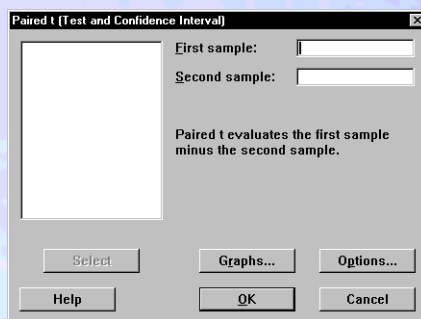 Paired t (Test and Confidence Interval)
First sample:
Second sample:
Paired t evaluates the first sample
minus the second sample.
Select
Graphs...
Options...
Help
OK
Cancel